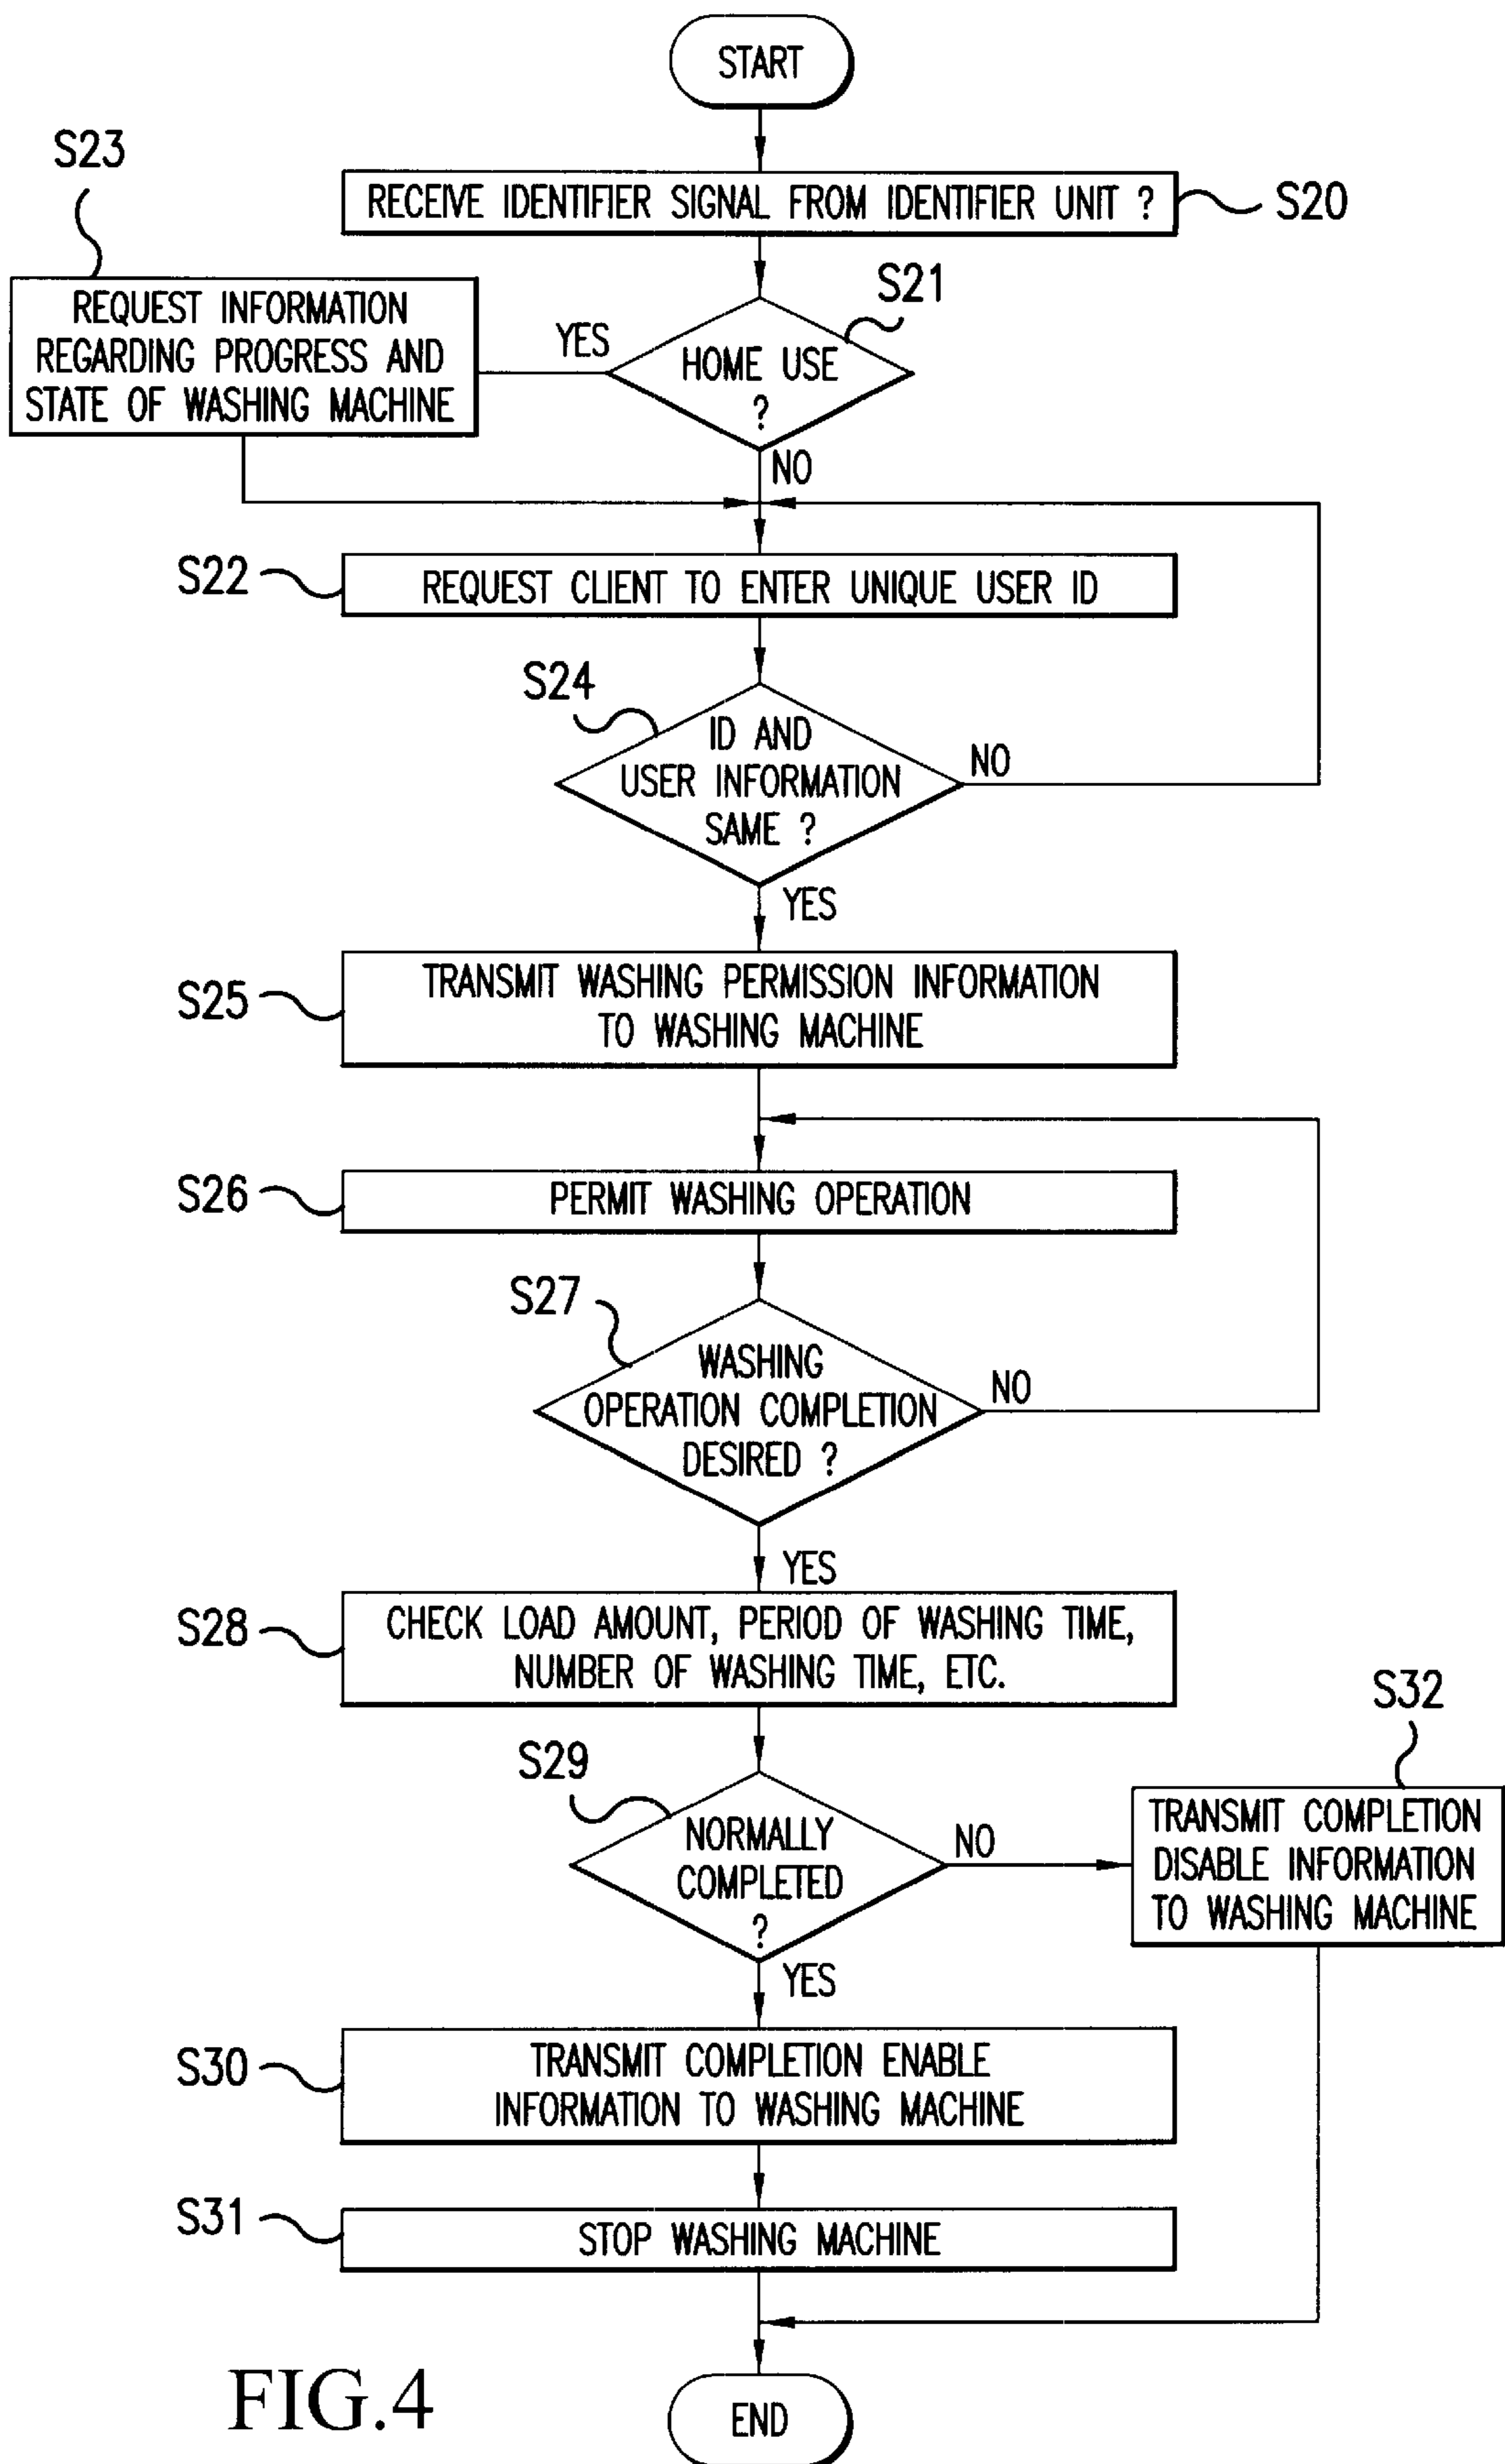 START
S23
RECEIVE IDENTIFIER SIGNAL FROM IDENTIFIER UNIT ?
S20
S21
REQUEST INFORMATION
REGARDING PROGRESS AND
STATE OF WASHING MACHINE
YES
HOME USE
?
NO
S22
REQUEST CLIENT TO ENTER UNIQUE USER ID
S24
ID AND
USER INFORMATION
SAME ?
NO
YES
S25
TRANSMIT WASHING PERMISSION INFORMATION
TO WASHING MACHINE
S26
PERMIT WASHING OPERATION
S27
WASHING
OPERATION COMPLETION
DESIRED ?
NO
YES
S28
CHECK LOAD AMOUNT, PERIOD OF WASHING TIME,
NUMBER OF WASHING TIME, ETC.
S32
S29
NORMALLY
COMPLETED
?
NO
TRANSMIT COMPLETION
DISABLE INFORMATION
TO WASHING MACHINE
YES
S30
TRANSMIT COMPLETION ENABLE
INFORMATION TO WASHING MACHINE
S31
STOP WASHING MACHINE
FIG.4
END